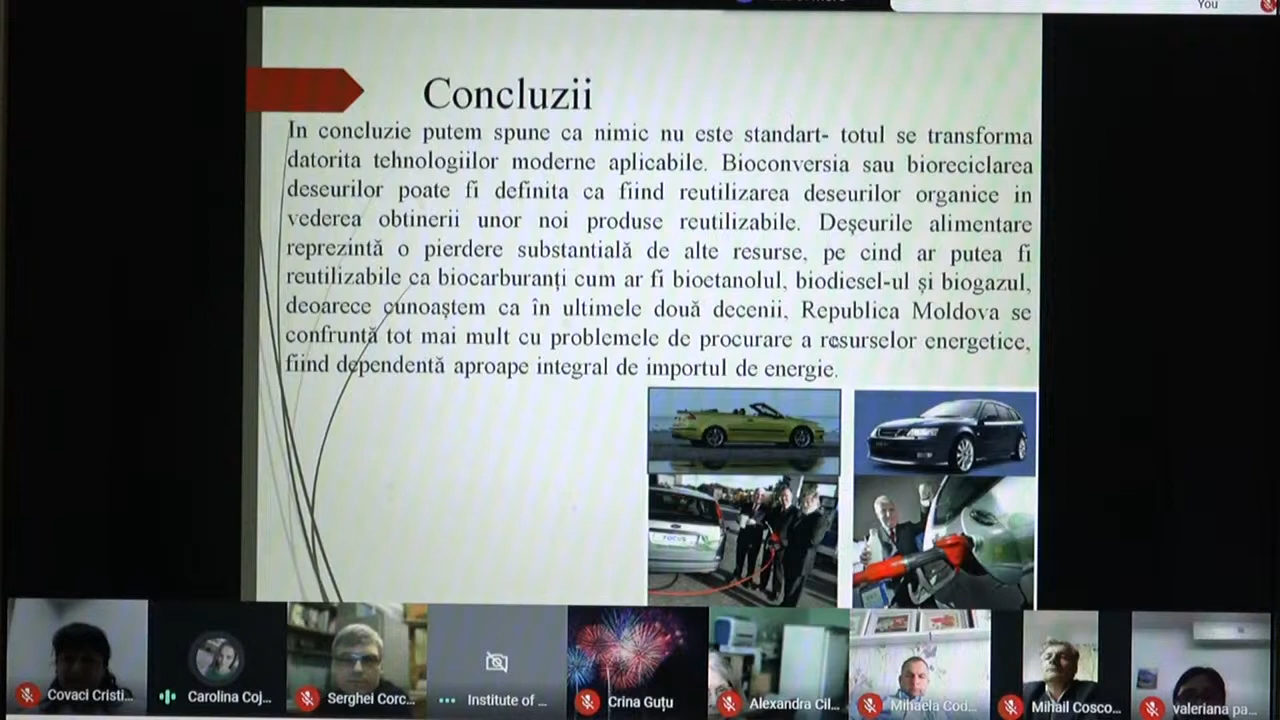 You
Concluzii
In concluzie putem spune ca nimic nu este standart- totul se transforma
datorita tehnologiilor moderne aplicabile. Bioconversia sau bioreciclarea
deseurilor poate fi definita ca fiind reutilizarea deseurilor organice in
vederea obtinerii unor noi produse reutilizabile. Deșeurile alimentare
reprezintă o pierdere substantială de alte resurse, pe cind ar putea fi
reutilizabile ca biocarburanți cum ar fi bioetanolul, biodiesel-ul și biogazul,
deoarece cunoaștem ca în ultimele două decenii, Republica Moldova se
confruntă tot mai mult cu problemele de procurare a resurselor energetice,
fiind dependentă aproape integral de importul de energie.
FOCUS
Covaci Cristi...
Carolina Coj...
Serghei Corc...
Institute of ...
Crina Guțu
Alexandra Cil...
Mihaela Cod...
Mihail Cosco...
valeriana pa...